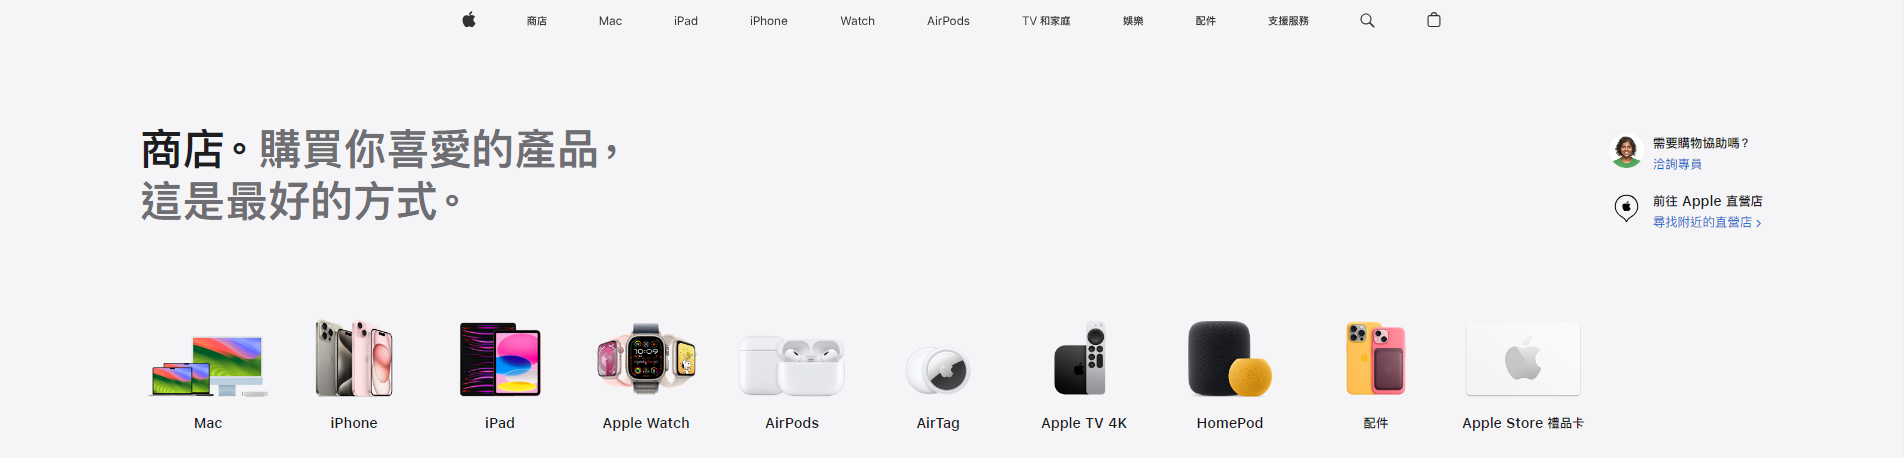 商店 Mac iPad iPhone Watch AirPods TV 和家庭 娛樂 配件 支援服務
商店。購買你喜愛的產品，
這是最好的方式。
需要購物協助嗎？
洽詢專員
前往 Apple 直營店
尋找附近的直營店 >
10:09
Mac iPhone iPad Apple Watch AirPods AirTag Apple TV 4K HomePod 配件 Apple Store 禮品卡